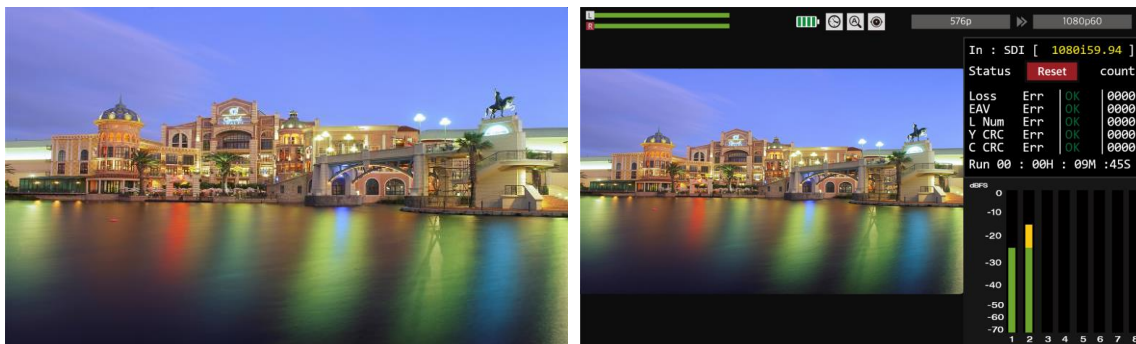 L
R
576p
1080p60
In : SDI [ 1080i59.94 ]
Status Reset count
Loss Err OK 0000
EAV Err OK 0000
L Num Err OK 0000
Y CRC Err OK 0000
C CRC Err OK 0000
Run 00 : 00H : 09M :45S
dBFS
0
-10
-20
-30
-40
-50
-60
-70
1 2 3 4 5 6 7 8